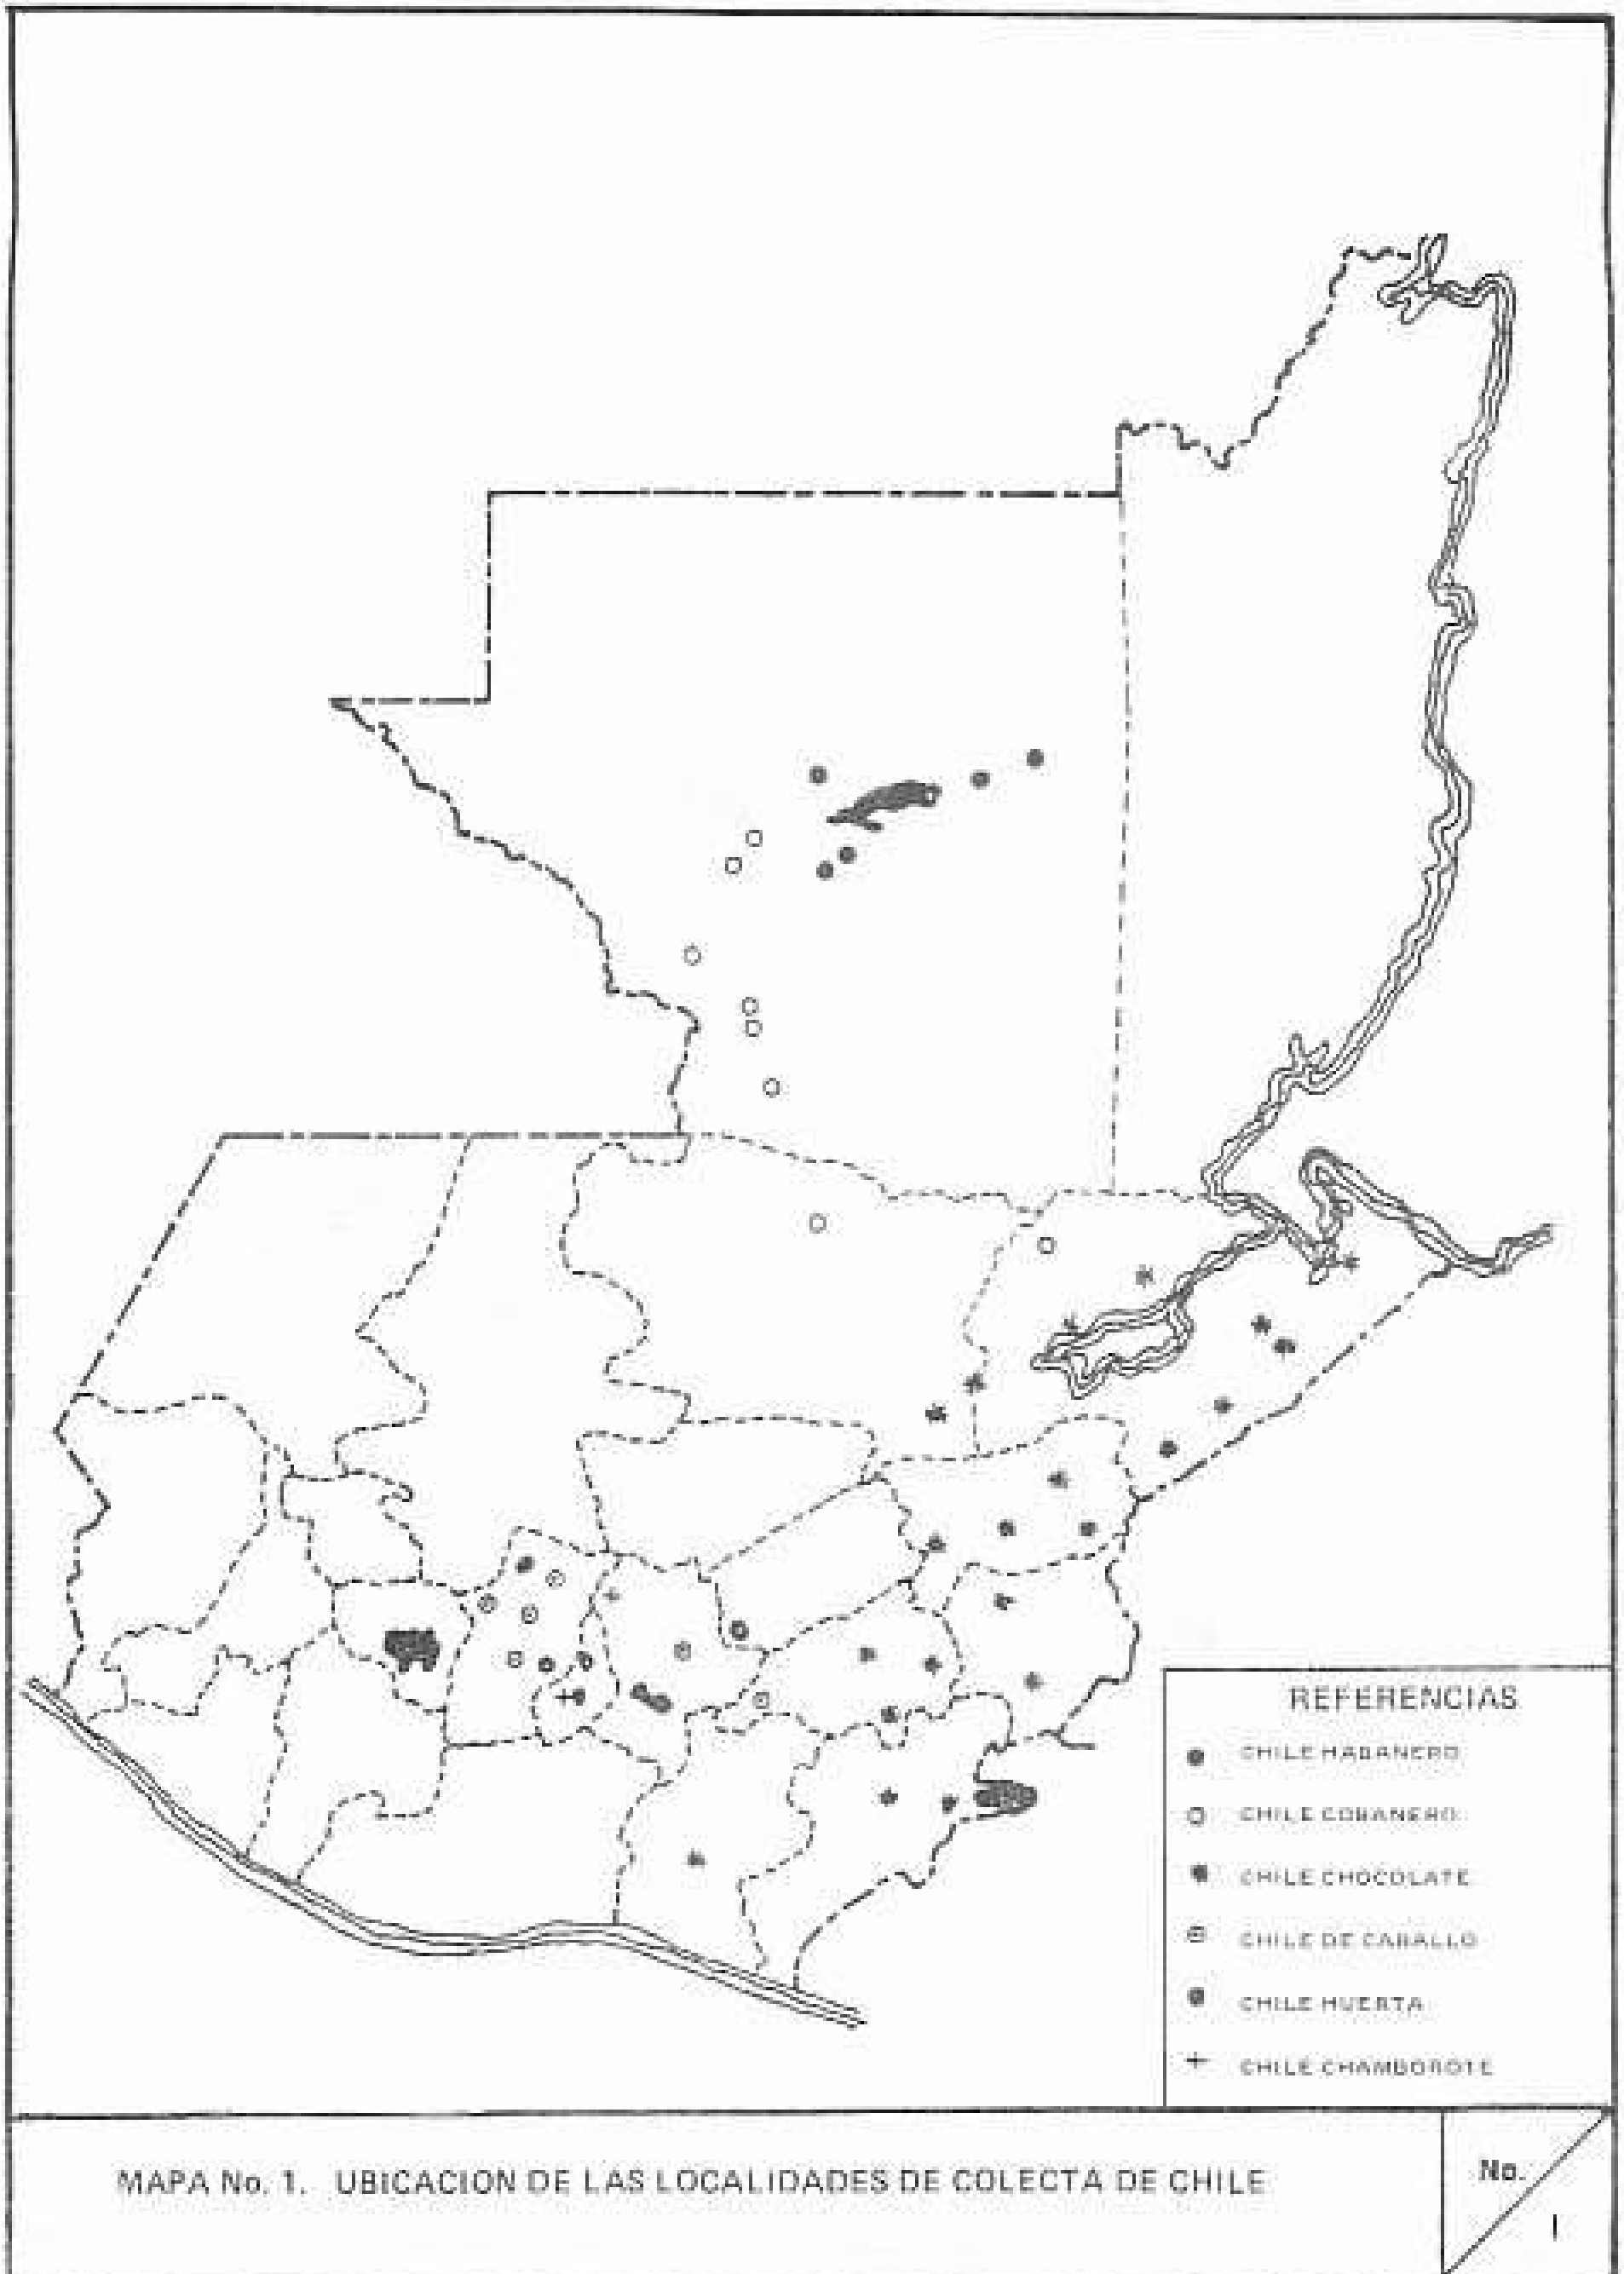 REFERENCIAS
CHILE HABANERO
CHILE COBANERO
CHILE CHOCOLATE
CHILE DE CABALLO
CHILE HUERTA
CHILE CHAMBOROTE
MAPA No. 1. UBICACION DE LAS LOCALIDADES DE COLECTA DE CHILE
No.
1